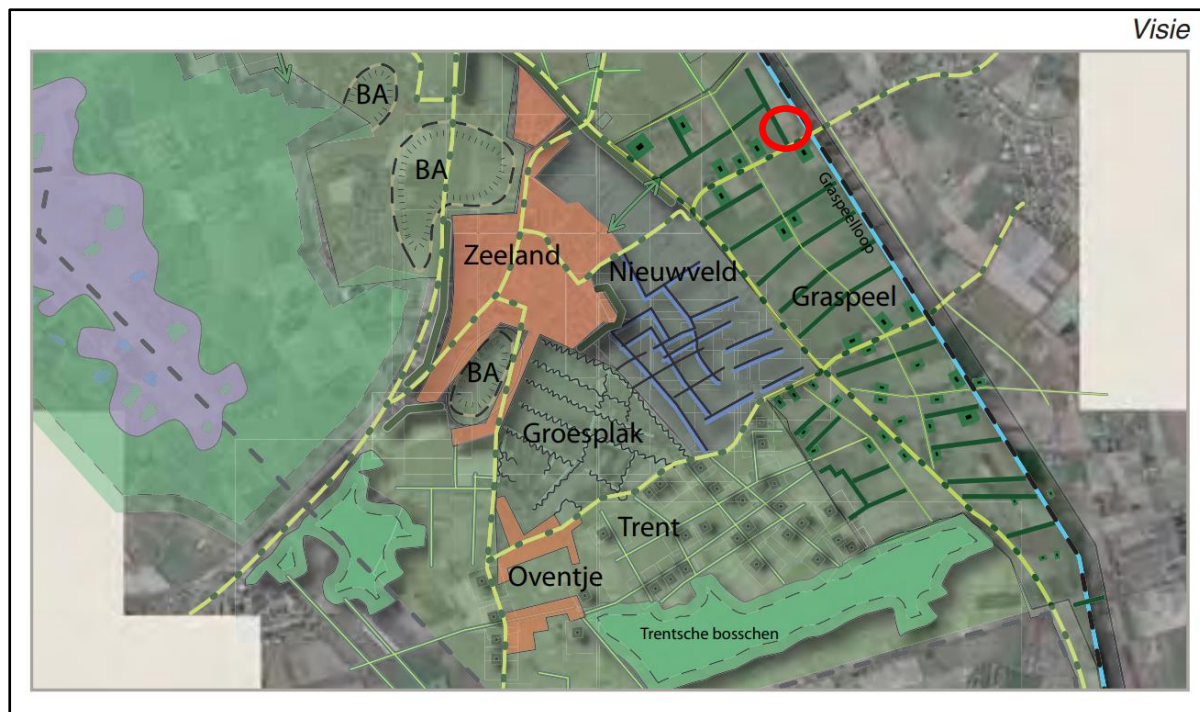 Visie
BA
BA
Zeeland
Nieuwveld
Graspeelloop
Graspeel
BA
Groesplak
Trent
Oventje
Trentsche bosschen